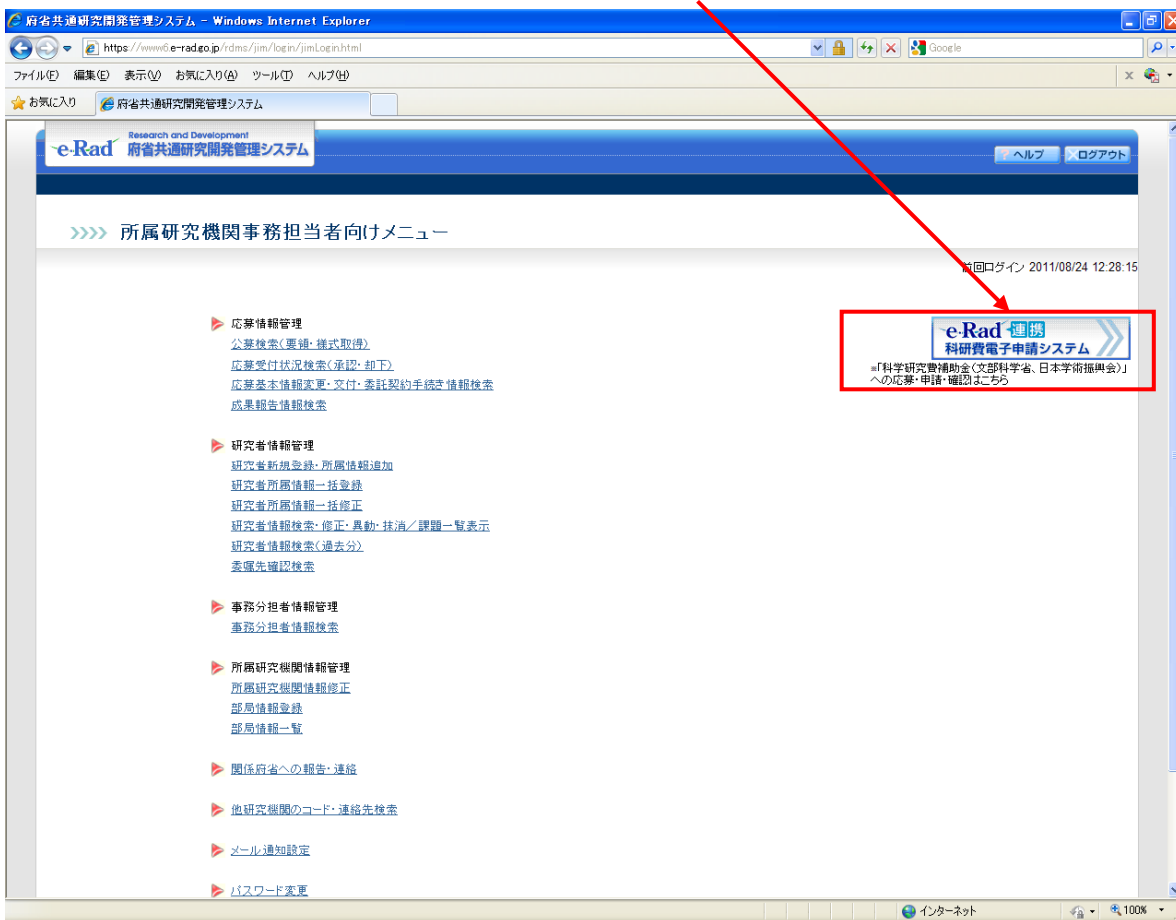 府省共通研究開発管理システム - Windows Internet Explorer
https://www6.e-rad.go.jp/rdms/jim/login/jimLogin.html
Google
ファイル(F) 編集(E) 表示(V) お気に入り(A) ツール(T) ヘルプ(H)
お気に入り 府省共通研究開発管理システム
e-Rad Research and Development
府省共通研究開発管理システム
?ヘルプ ×ログアウト
>>>> 所属研究機関事務担当者向けメニュー
前回ログイン 2011/08/24 12:28:15
応募情報管理
公募検索(要領・様式取得)
応募受付状況検索(承認・却下)
応募基本情報変更・交付・委託契約手続き情報検索
成果報告情報検索
e-Rad 連携
科研費電子申請システム
※「科学研究費補助金(文部科学省、日本学術振興会)」
への応募・申請・確認はこちら
研究者情報管理
研究者新規登録・所属情報追加
研究者所属情報一括登録
研究者所属情報一括修正
研究者情報検索・修正・異動・抹消／課題一覧表示
研究者情報検索(過去分)
委嘱先確認検索
事務分担者情報管理
事務分担者情報検索
所属研究機関情報管理
所属研究機関情報修正
部局情報登録
部局情報一覧
関係府省への報告・連絡
他研究機関のコード・連絡先検索
メール通知設定
パスワード変更
インターネット 100%